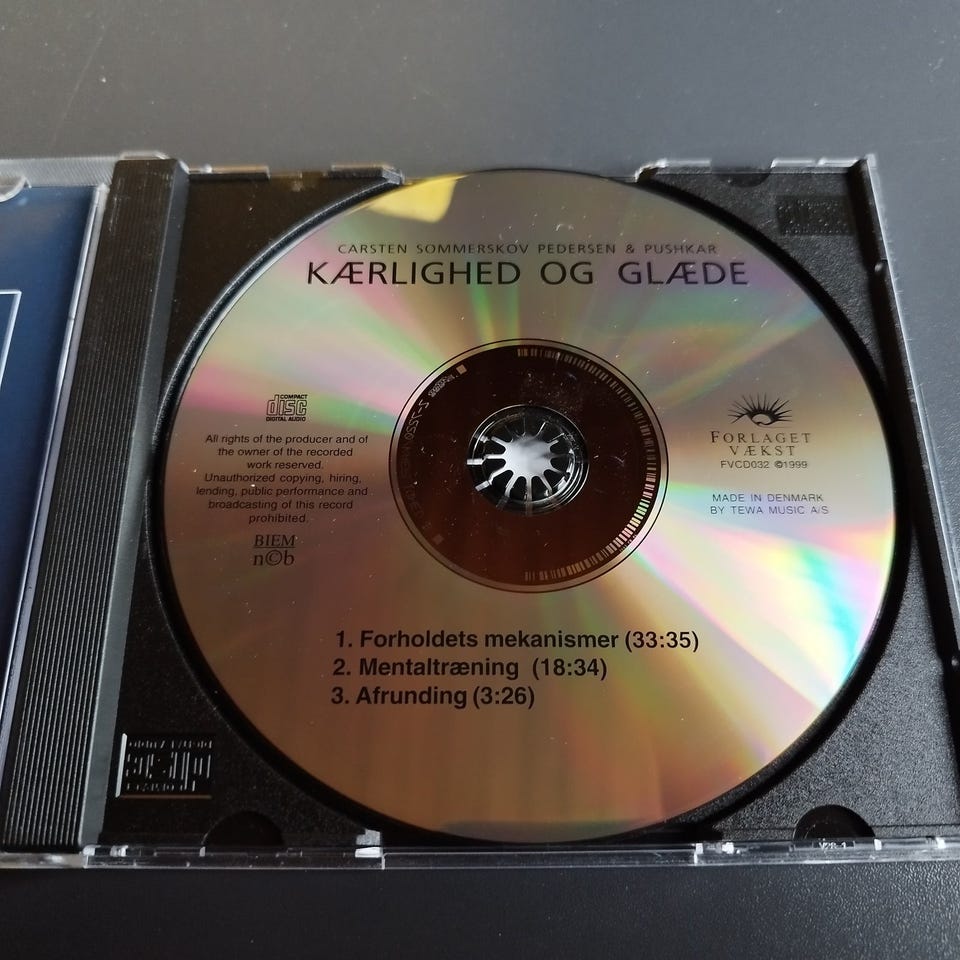 CARSTEN SOMMERSKOV PEDERSEN & PUSHKAR
KÆRLIGHED OG GLÆDE
COMPACT
disc
DIGITAL AUDIO
All rights of the producer and of
the owner of the recorded
work reserved.
Unauthorized copying, hiring,
lending, public performance and
broadcasting of this record
prohibited.
BIEM
n©b
FORLAGET
VÆKST
FVCD032 ©1999
MADE IN DENMARK
BY TEWA MUSIC A/S
1. Forholdets mekanismer (33:35)
2. Mentaltræning (18:34)
3. Afrunding (3:26)